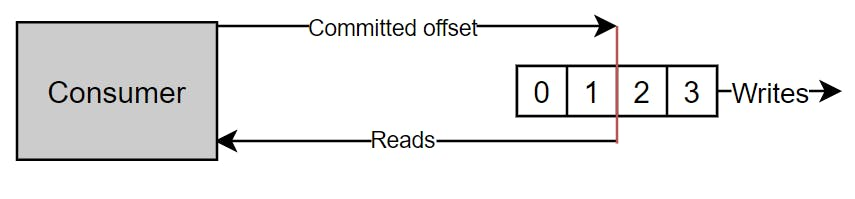 Committed offset
Consumer
0 1 2 3
Writes
Reads